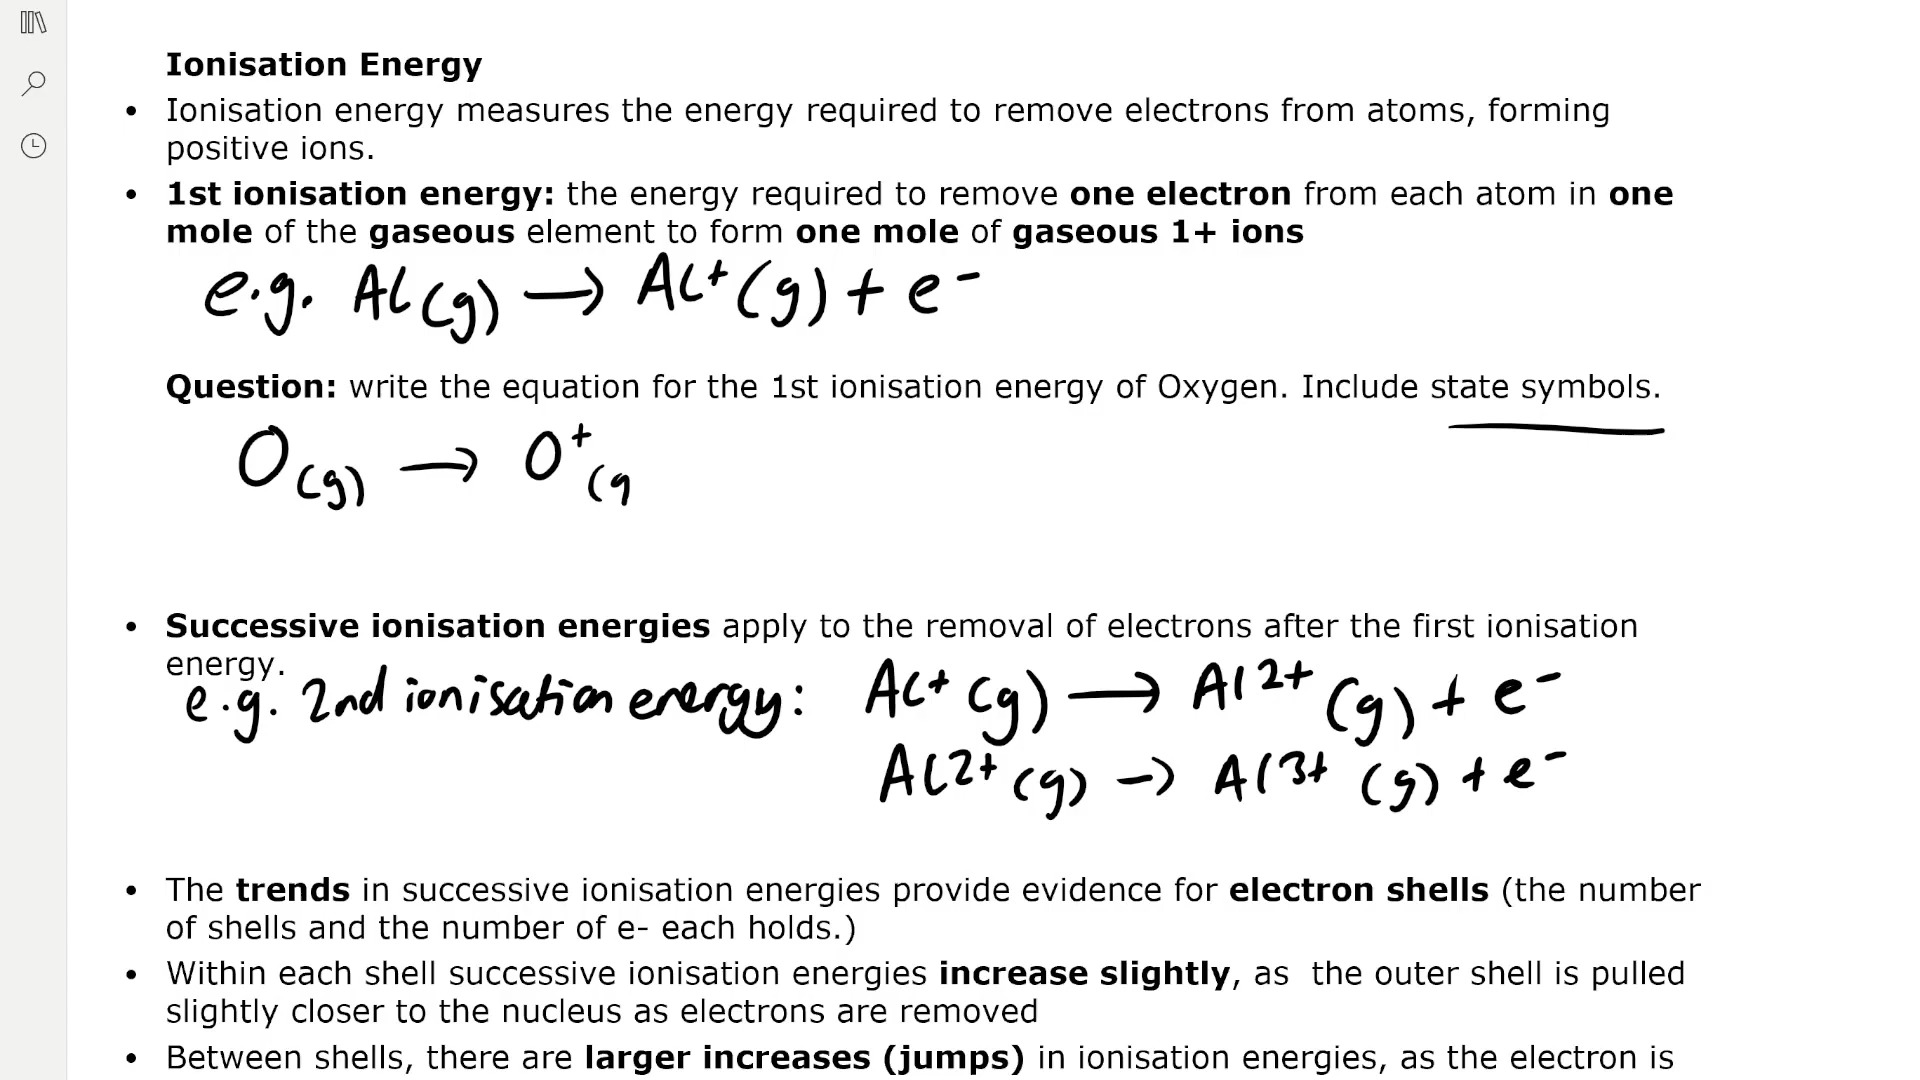 Ionisation Energy
• Ionisation energy measures the energy required to remove electrons from atoms, forming
positive ions.
• 1st ionisation energy: the energy required to remove one electron from each atom in one
mole of the gaseous element to form one mole of gaseous 1+ ions
e.g. Al(g) → Al⁺(g) + e⁻
Question: write the equation for the 1st ionisation energy of Oxygen. Include state symbols.
O(g) → O⁺(g
• Successive ionisation energies apply to the removal of electrons after the first ionisation
energy.
e.g. 2nd ionisation energy: Al⁺(g) → Al²⁺(g) + e⁻
Al²⁺(g) → Al³⁺(g) + e⁻
• The trends in successive ionisation energies provide evidence for electron shells (the number
of shells and the number of e- each holds.)
• Within each shell successive ionisation energies increase slightly, as the outer shell is pulled
slightly closer to the nucleus as electrons are removed
• Between shells, there are larger increases (jumps) in ionisation energies, as the electron is